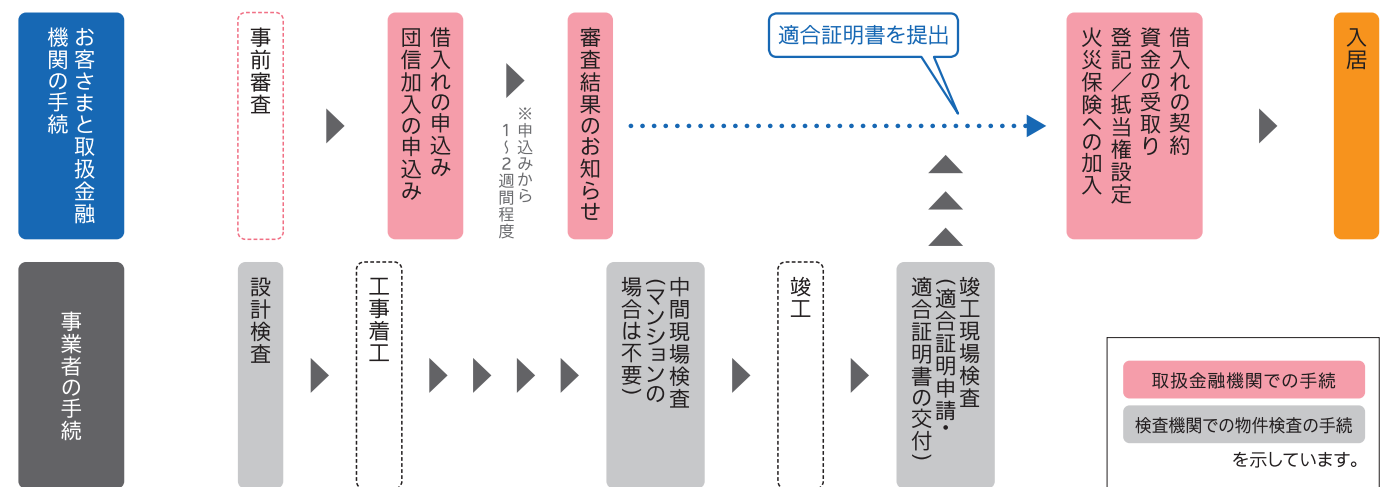 お客さまと取扱金融
機関の手続
事前審査
借入れの申込み
団信加入の申込み
※申込みから
1～2週間程度
審査結果のお知らせ
適合証明書を提出
借入れの契約
資金の受取り
登記／抵当権設定
火災保険への加入
入居
事業者の手続
設計検査
工事着工
中間現場検査
(マンションの
場合は不要)
竣工
竣工現場検査
(適合証明申請・
適合証明書の交付)
取扱金融機関での手続
検査機関での物件検査の手続
を示しています。